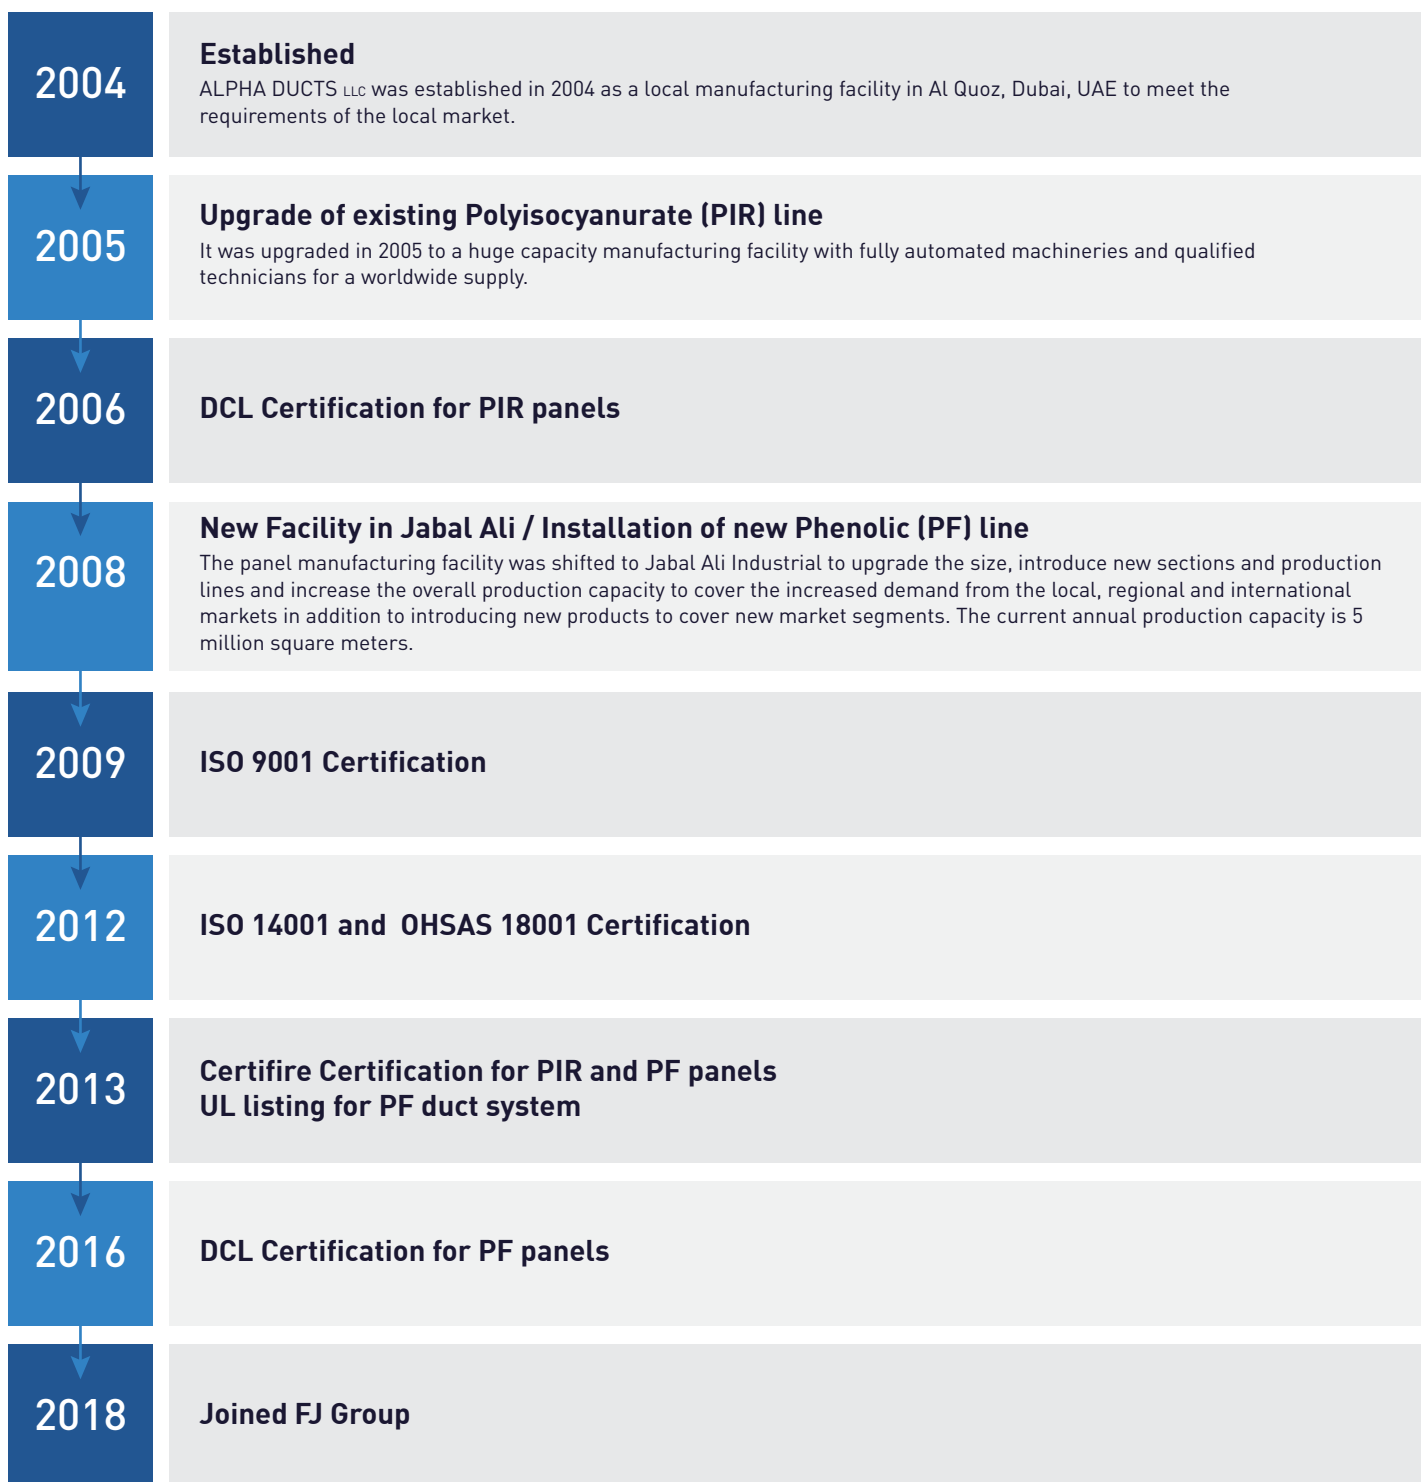 2004
Established
ALPHA DUCTS LLC was established in 2004 as a local manufacturing facility in Al Quoz, Dubai, UAE to meet the
requirements of the local market.
2005
Upgrade of existing Polyisocyanurate (PIR) line
It was upgraded in 2005 to a huge capacity manufacturing facility with fully automated machineries and qualified
technicians for a worldwide supply.
2006
DCL Certification for PIR panels
2008
New Facility in Jabal Ali / Installation of new Phenolic (PF) line
The panel manufacturing facility was shifted to Jabal Ali Industrial to upgrade the size, introduce new sections and production
lines and increase the overall production capacity to cover the increased demand from the local, regional and international
markets in addition to introducing new products to cover new market segments. The current annual production capacity is 5
million square meters.
2009
ISO 9001 Certification
2012
ISO 14001 and  OHSAS 18001 Certification
2013
Certifire Certification for PIR and PF panels
UL listing for PF duct system
2016
DCL Certification for PF panels
2018
Joined FJ Group